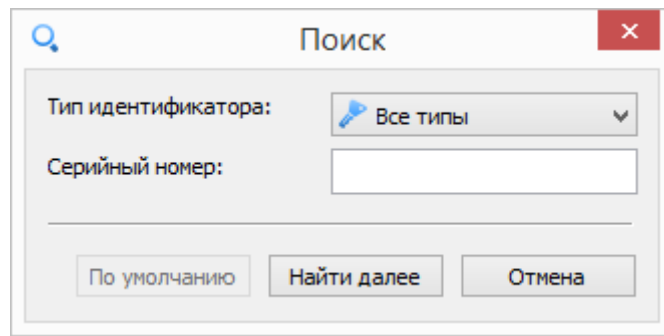 Поиск
Тип идентификатора:
Все типы
Серийный номер:
По умолчанию
Найти далее
Отмена